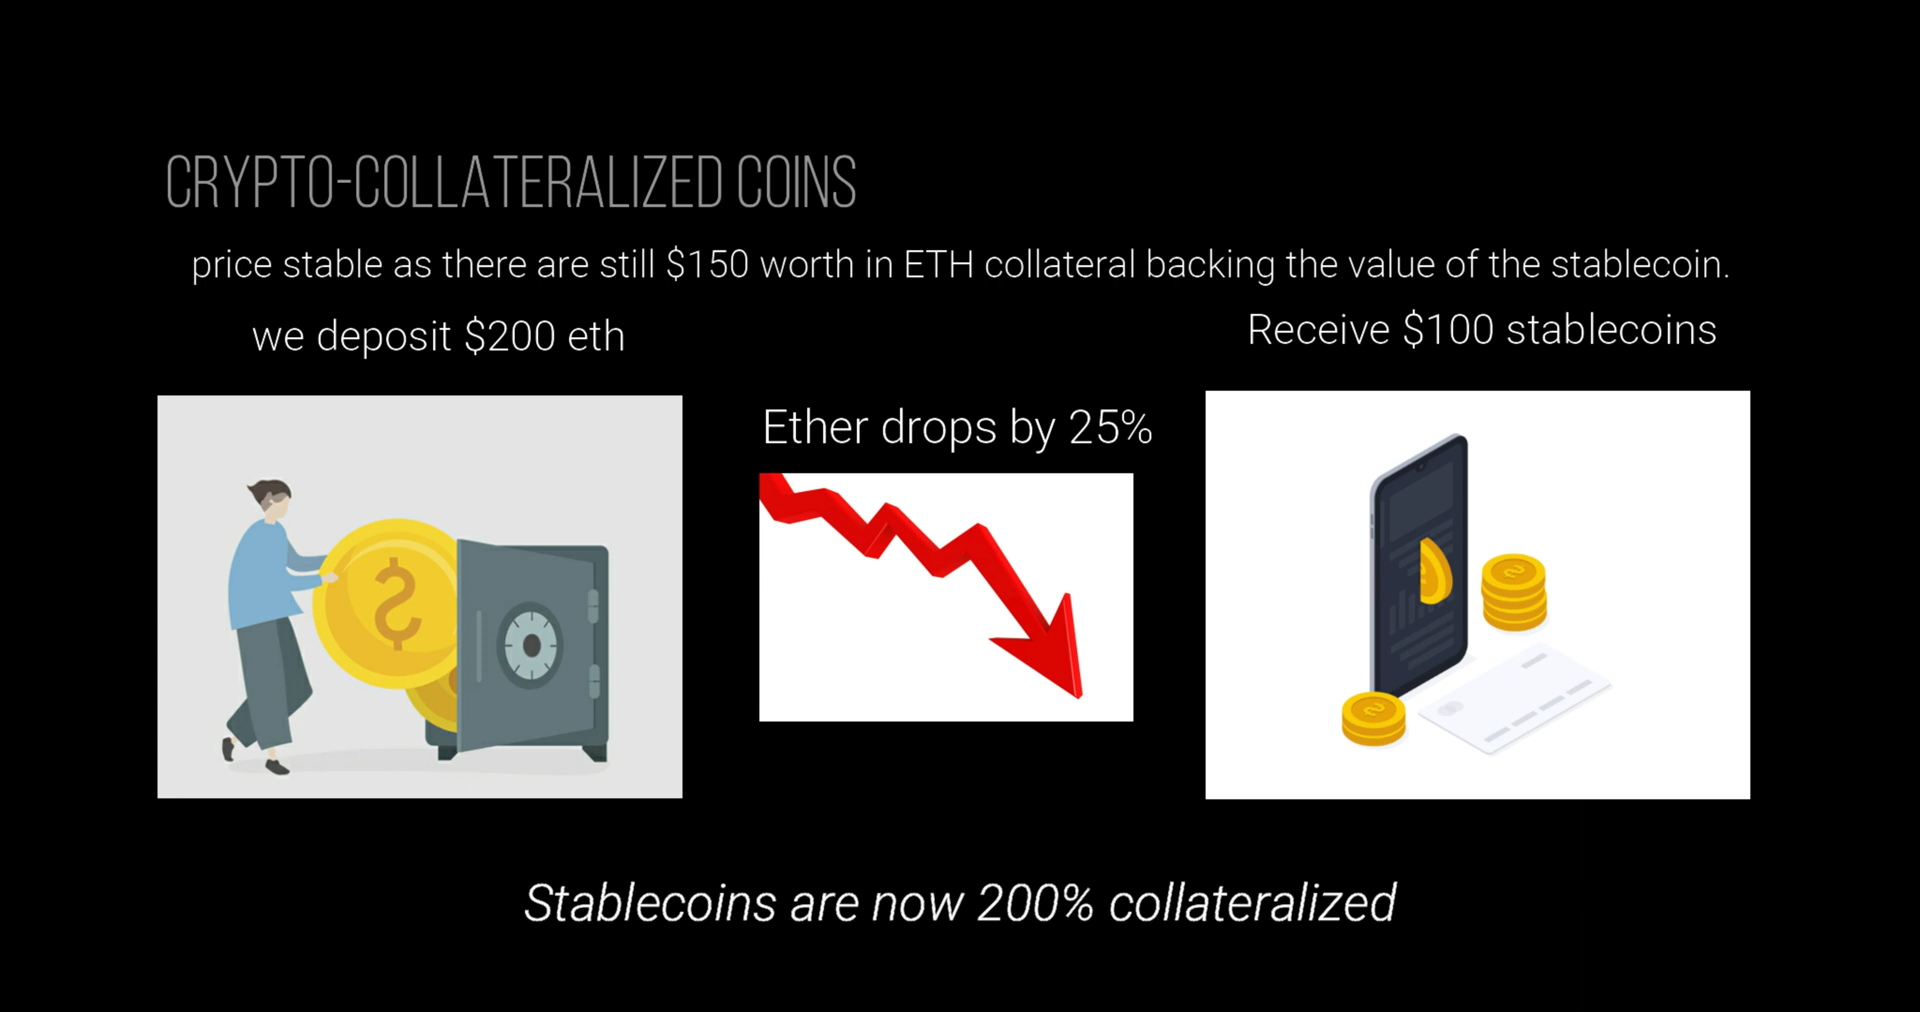 CRYPTO-COLLATERALIZED COINS
price stable as there are still $150 worth in ETH collateral backing the value of the stablecoin.
we deposit $200 eth
Receive $100 stablecoins
Ether drops by 25%
Stablecoins are now 200% collateralized